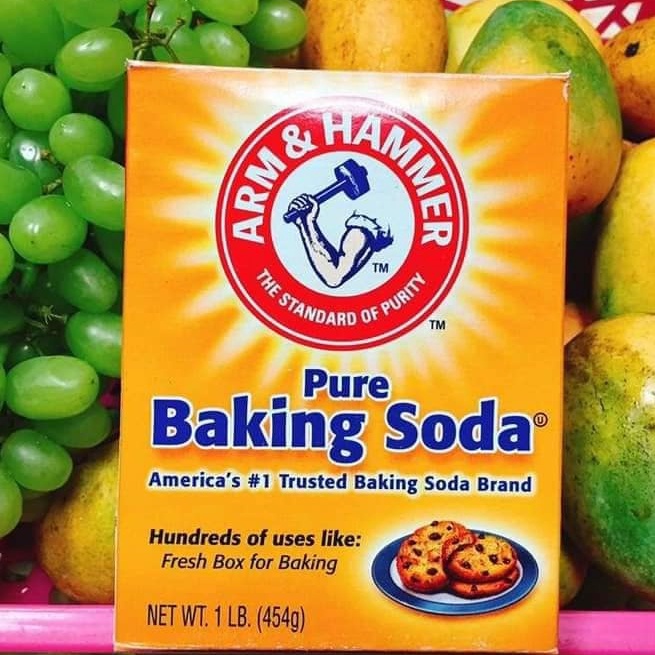 ARM & HAMMER
TM
THE STANDARD OF PURITY
TM
Pure
Baking Soda
America's #1 Trusted Baking Soda Brand
Hundreds of uses like:
Fresh Box for Baking
NET WT. 1 LB. (454g)